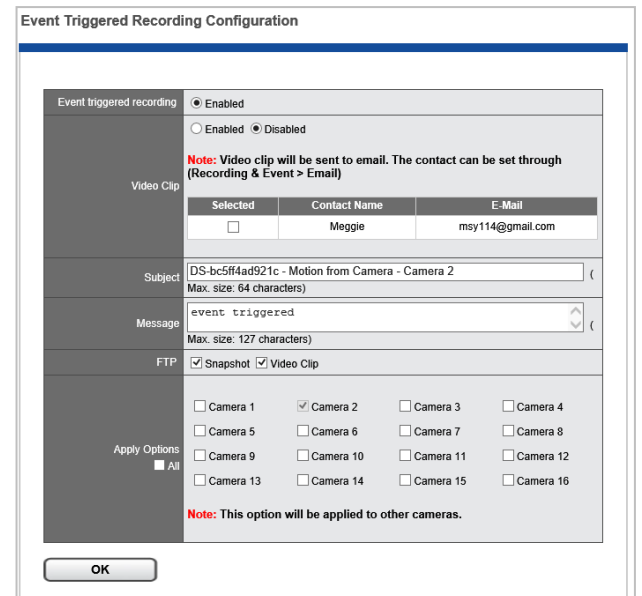 Event Triggered Recording Configuration
Event triggered recording Enabled
Enabled Disabled
Note: Video clip will be sent to email. The contact can be set through
(Recording & Event > Email)
Video Clip
Selected Contact Name E-Mail
Meggie msy114@gmail.com
Subject DS-bc5ff4ad921c - Motion from Camera - Camera 2 (
Max. size: 64 characters)
Message event triggered (
Max. size: 127 characters)
FTP Snapshot Video Clip
Camera 1 Camera 2 Camera 3 Camera 4
Camera 5 Camera 6 Camera 7 Camera 8
Apply Options
All
Camera 9 Camera 10 Camera 11 Camera 12
Camera 13 Camera 14 Camera 15 Camera 16
Note: This option will be applied to other cameras.
OK